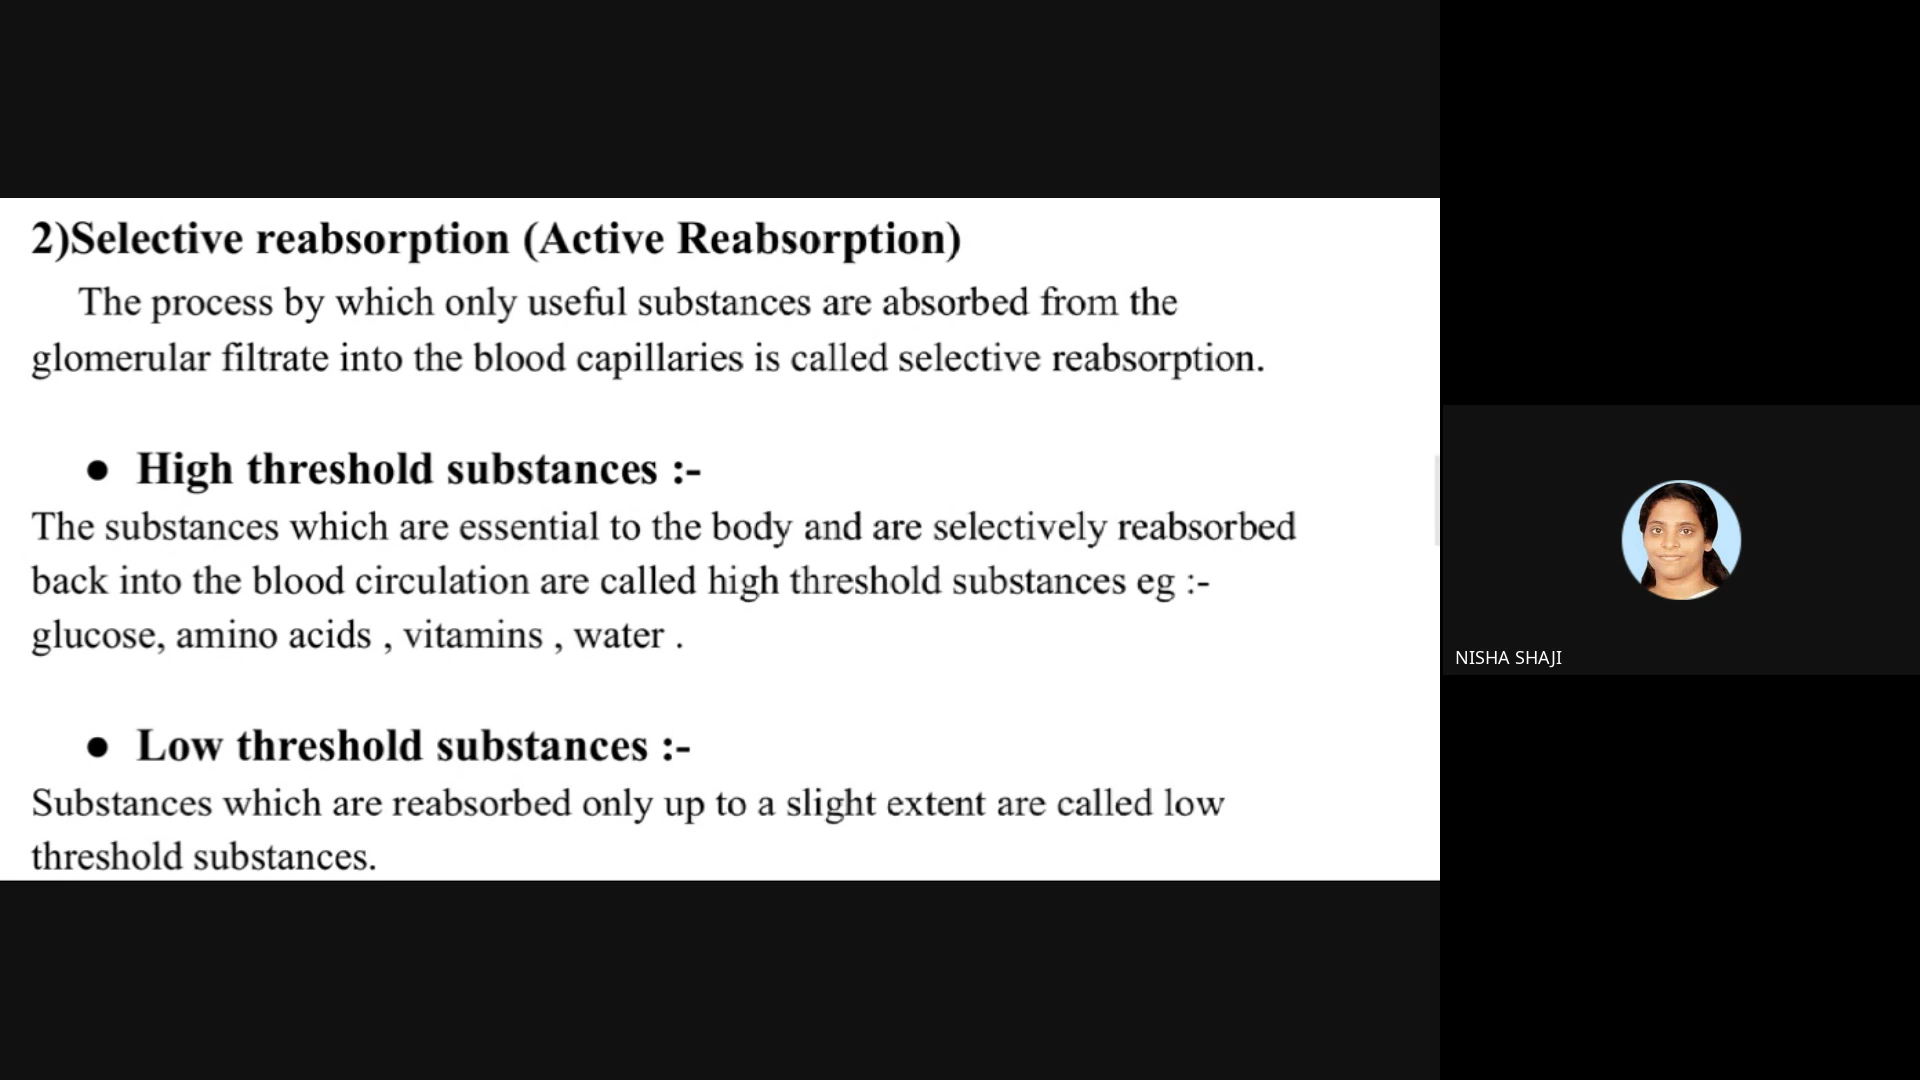 2)Selective reabsorption (Active Reabsorption)
The process by which only useful substances are absorbed from the
glomerular filtrate into the blood capillaries is called selective reabsorption.
● High threshold substances :-
The substances which are essential to the body and are selectively reabsorbed
back into the blood circulation are called high threshold substances eg :-
glucose, amino acids , vitamins , water .
● Low threshold substances :-
Substances which are reabsorbed only up to a slight extent are called low
threshold substances.
NISHA SHAJI